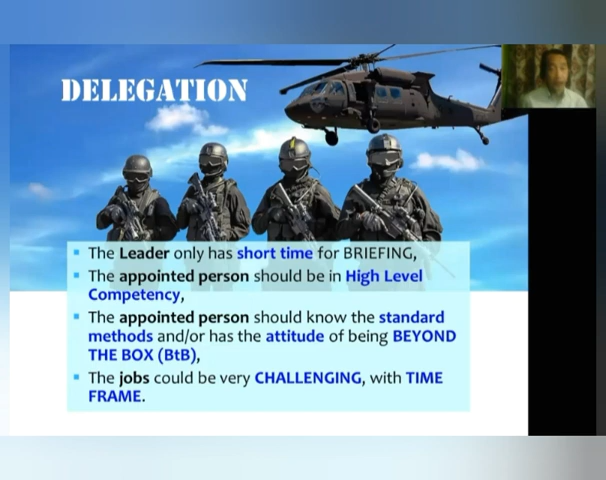 DELEGATION
The Leader only has short time for BRIEFING,
The appointed person should be in High Level
Competency,
The appointed person should know the standard
methods and/or has the attitude of being BEYOND
THE BOX (BtB),
The jobs could be very CHALLENGING, with TIME
FRAME.